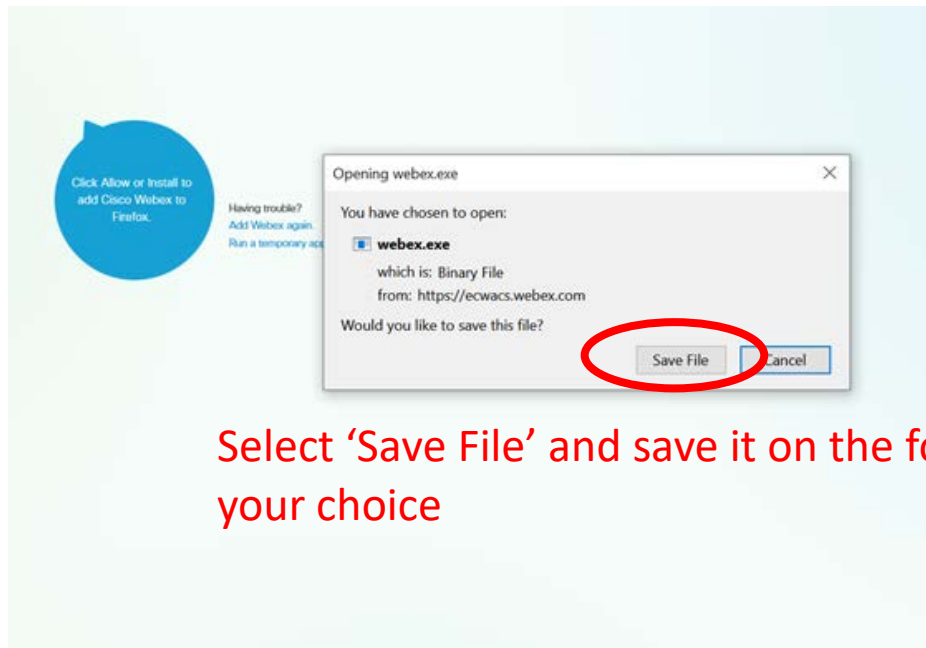 Click Allow or Install to
add Cisco Webex to
Firefox.
Having trouble?
Add Webex again.
Run a temporary
Opening webex.exe
You have chosen to open:
webex.exe
which is: Binary File
from: https://ecwacs.webex.com
Would you like to save this file?
Save File
Cancel
Select ‘Save File’ and save it on the
your choice